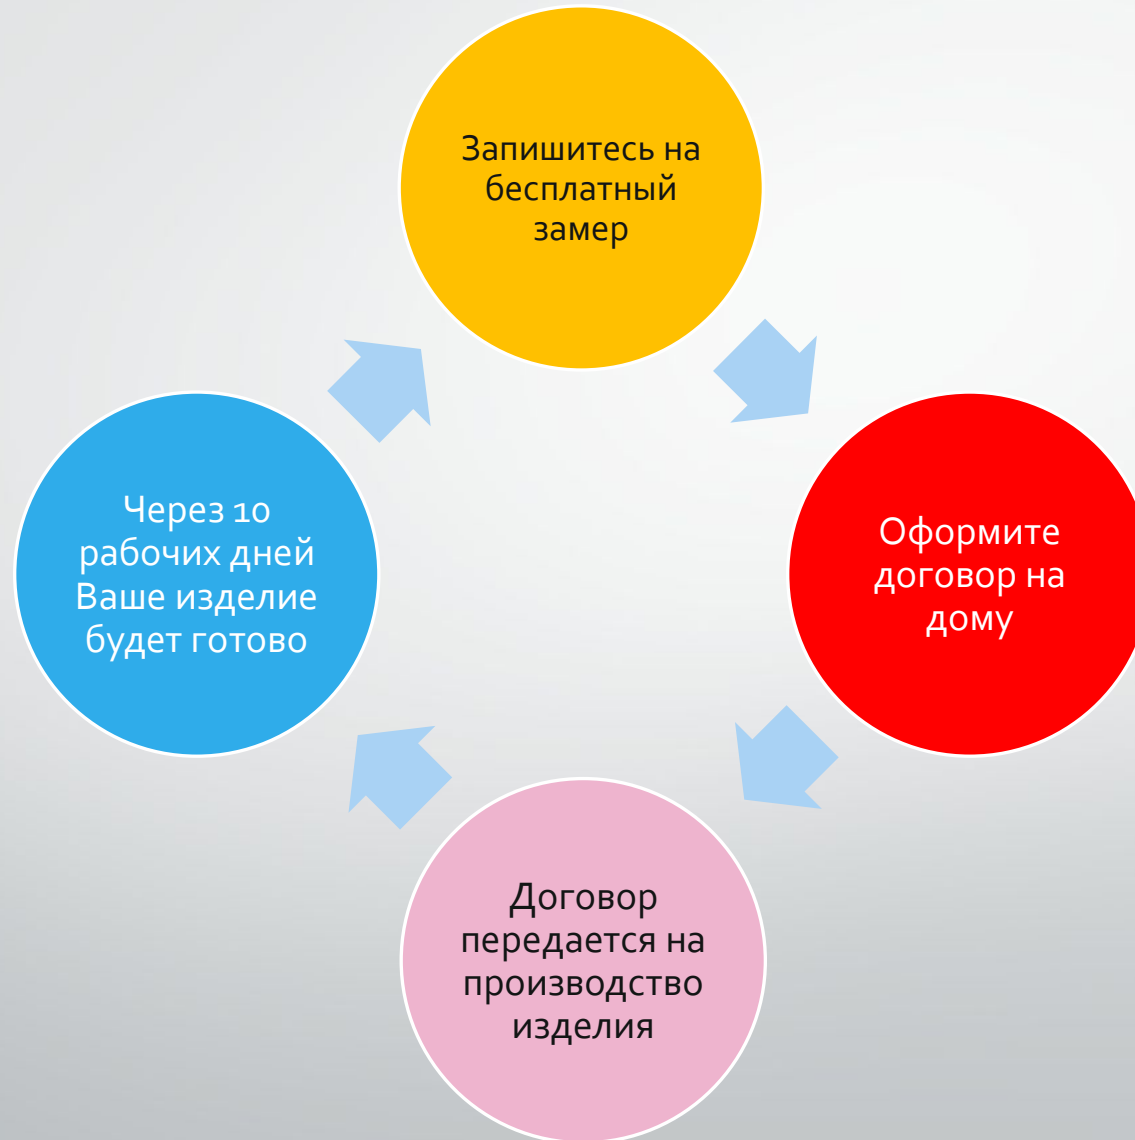 Запишитесь на
бесплатный
замер
Оформите
договор на
дому
Договор
передается на
производство
изделия
Через 10
рабочих дней
Ваше изделие
будет готово